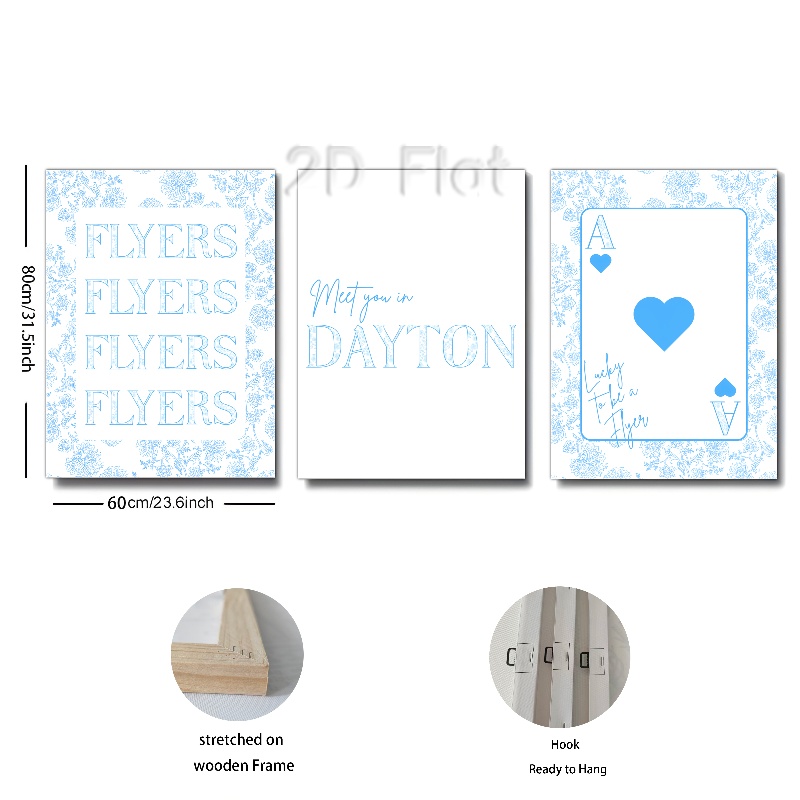 2D Flat
80cm/31.5inch
FLYERS
FLYERS
FLYERS
FLYERS
Meet you in
DAYTON
A
Lucky
To be a
Flyer
A
60cm/23.6inch
stretched on
wooden Frame
Hook
Ready to Hang